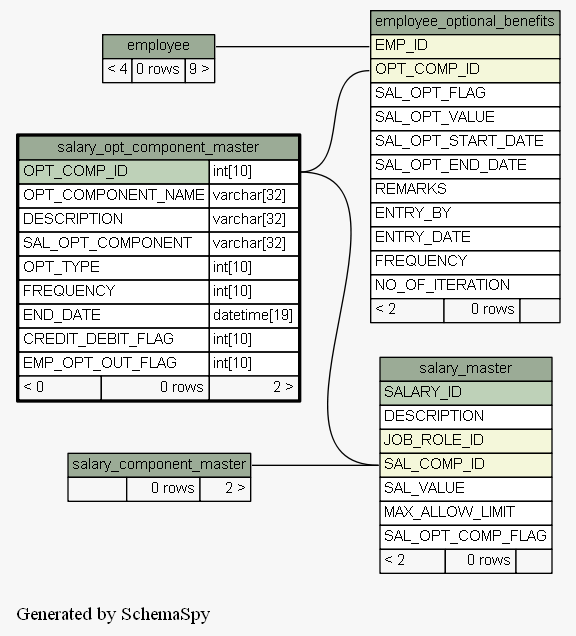 employee
< 4 0 rows 9 >
salary_opt_component_master
OPT_COMP_ID int[10]
OPT_COMPONENT_NAME varchar[32]
DESCRIPTION varchar[32]
SAL_OPT_COMPONENT varchar[32]
OPT_TYPE int[10]
FREQUENCY int[10]
END_DATE datetime[19]
CREDIT_DEBIT_FLAG int[10]
EMP_OPT_OUT_FLAG int[10]
< 0 0 rows 2 >
salary_component_master
0 rows 2 >
employee_optional_benefits
EMP_ID
OPT_COMP_ID
SAL_OPT_FLAG
SAL_OPT_VALUE
SAL_OPT_START_DATE
SAL_OPT_END_DATE
REMARKS
ENTRY_BY
ENTRY_DATE
FREQUENCY
NO_OF_ITERATION
< 2 0 rows
salary_master
SALARY_ID
DESCRIPTION
JOB_ROLE_ID
SAL_COMP_ID
SAL_VALUE
MAX_ALLOW_LIMIT
SAL_OPT_COMP_FLAG
< 2 0 rows
Generated by SchemaSpy